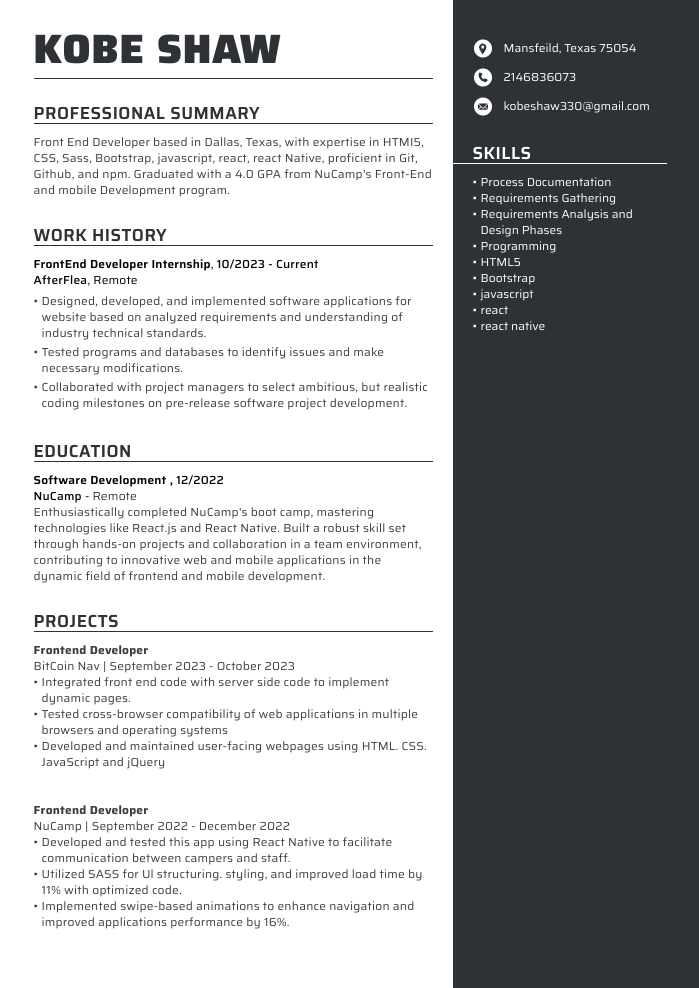 KOBE SHAW
PROFESSIONAL SUMMARY
Front End Developer based in Dallas, Texas, with expertise in HTMl5,
CSS, Sass, Bootstrap, javascript, react, react Native, proficient in Git,
Github, and npm. Graduated with a 4.0 GPA from NuCamp's Front-End
and mobile Development program.
WORK HISTORY
FrontEnd Developer Internship, 10/2023 - Current
AfterFlea, Remote
• Designed, developed, and implemented software applications for
website based on analyzed requirements and understanding of
industry technical standards.
• Tested programs and databases to identify issues and make
necessary modifications.
• Collaborated with project managers to select ambitious, but realistic
coding milestones on pre-release software project development.
EDUCATION
Software Development , 12/2022
NuCamp - Remote
Enthusiastically completed NuCamp's boot camp, mastering
technologies like React.js and React Native. Built a robust skill set
through hands-on projects and collaboration in a team environment,
contributing to innovative web and mobile applications in the
dynamic field of frontend and mobile development.
PROJECTS
Frontend Developer
BitCoin Nav | September 2023 - October 2023
• Integrated front end code with server side code to implement
dynamic pages.
• Tested cross-browser compatibility of web applications in multiple
browsers and operating systems
• Developed and maintained user-facing webpages using HTML. CSS.
JavaScript and jQuery
Frontend Developer
NuCamp | September 2022 - December 2022
• Developed and tested this app using React Native to facilitate
communication between campers and staff.
• Utilized SASS for Ul structuring. styling, and improved load time by
11% with optimized code.
• Implemented swipe-based animations to enhance navigation and
improved applications performance by 16%.
Mansfeild, Texas 75054
2146836073
kobeshaw330@gmail.com
SKILLS
• Process Documentation
• Requirements Gathering
• Requirements Analysis and
Design Phases
• Programming
• HTML5
• Bootstrap
• javascript
• react
• react native